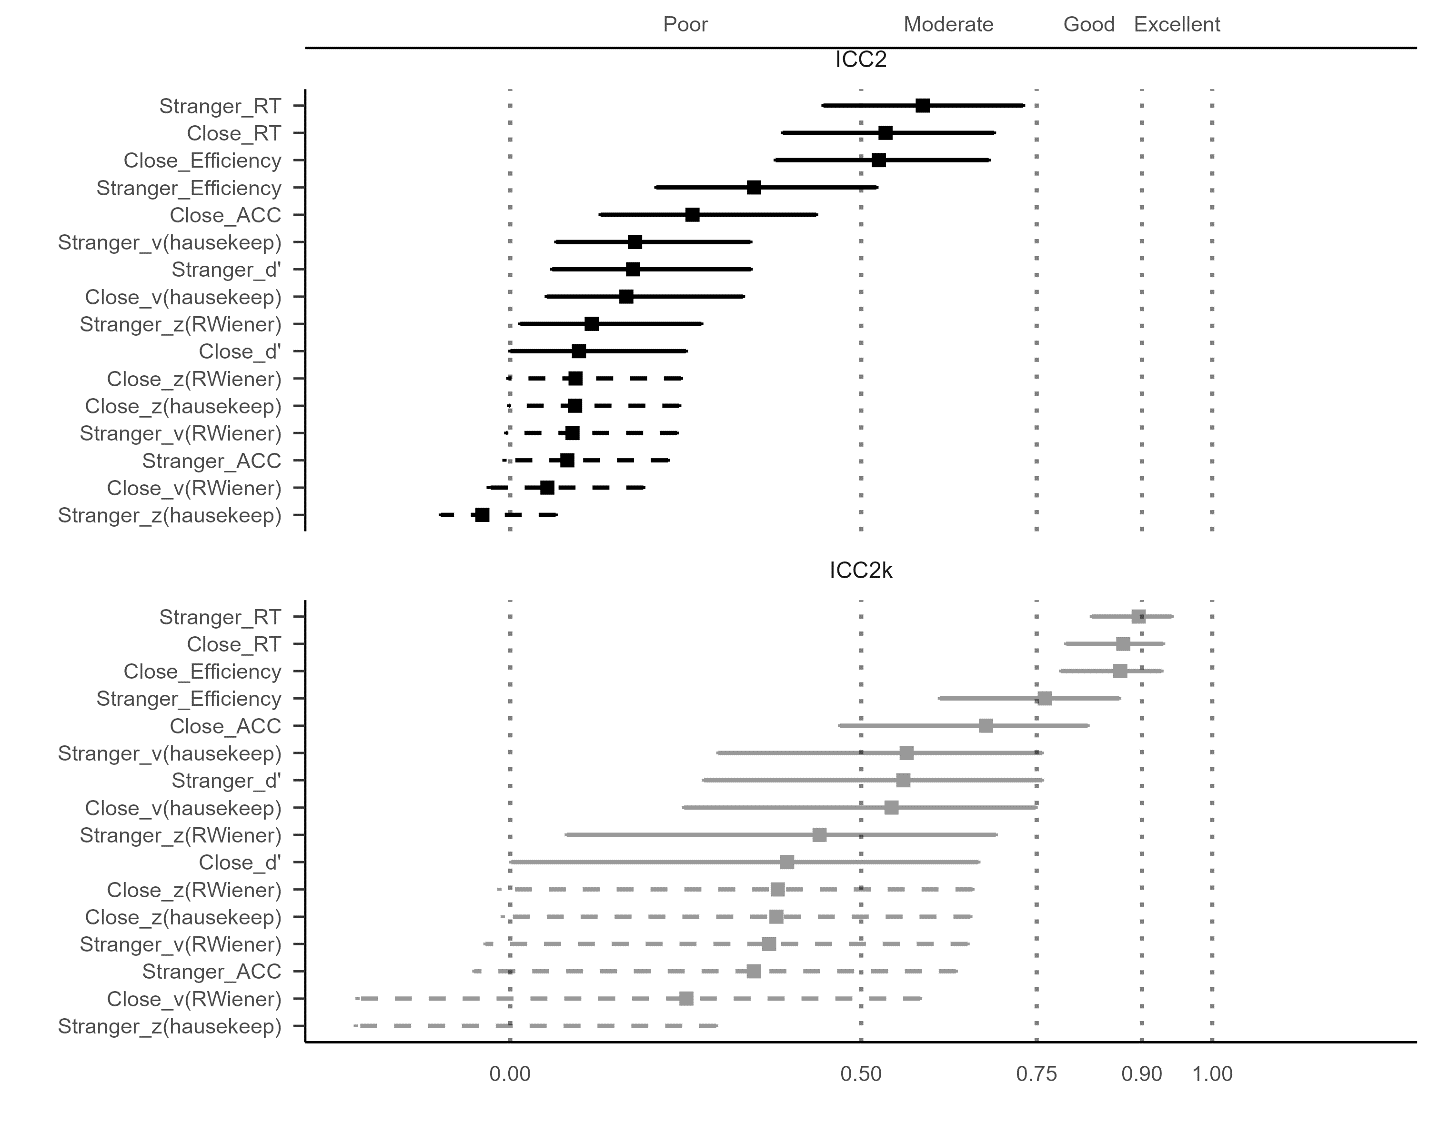 Poor Moderate Good Excellent
ICC2
Stranger_RT
Close_RT
Close_Efficiency
Stranger_Efficiency
Close_ACC
Stranger_v(hausekeep)
Stranger_d'
Close_v(hausekeep)
Stranger_z(RWiener)
Close_d'
Close_z(RWiener)
Close_z(hausekeep)
Stranger_v(RWiener)
Stranger_ACC
Close_v(RWiener)
Stranger_z(hausekeep)
ICC2k
Stranger_RT
Close_RT
Close_Efficiency
Stranger_Efficiency
Close_ACC
Stranger_v(hausekeep)
Stranger_d'
Close_v(hausekeep)
Stranger_z(RWiener)
Close_d'
Close_z(RWiener)
Close_z(hausekeep)
Stranger_v(RWiener)
Stranger_ACC
Close_v(RWiener)
Stranger_z(hausekeep)
0.00 0.50 0.75 0.90 1.00